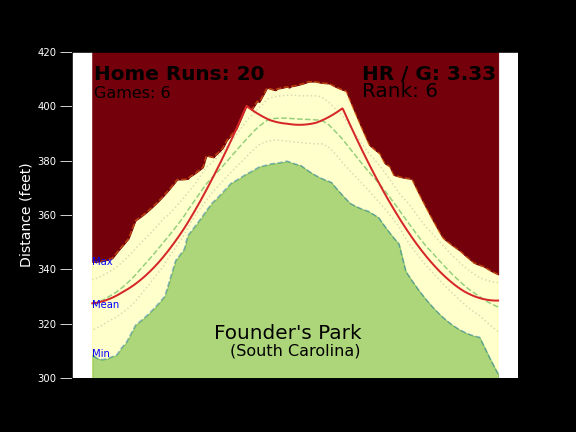 420
400
380
360
340
320
300
Distance (feet)
Home Runs: 20
Games: 6
HR / G: 3.33
Rank: 6
Max
Mean
Min
Founder's Park
(South Carolina)